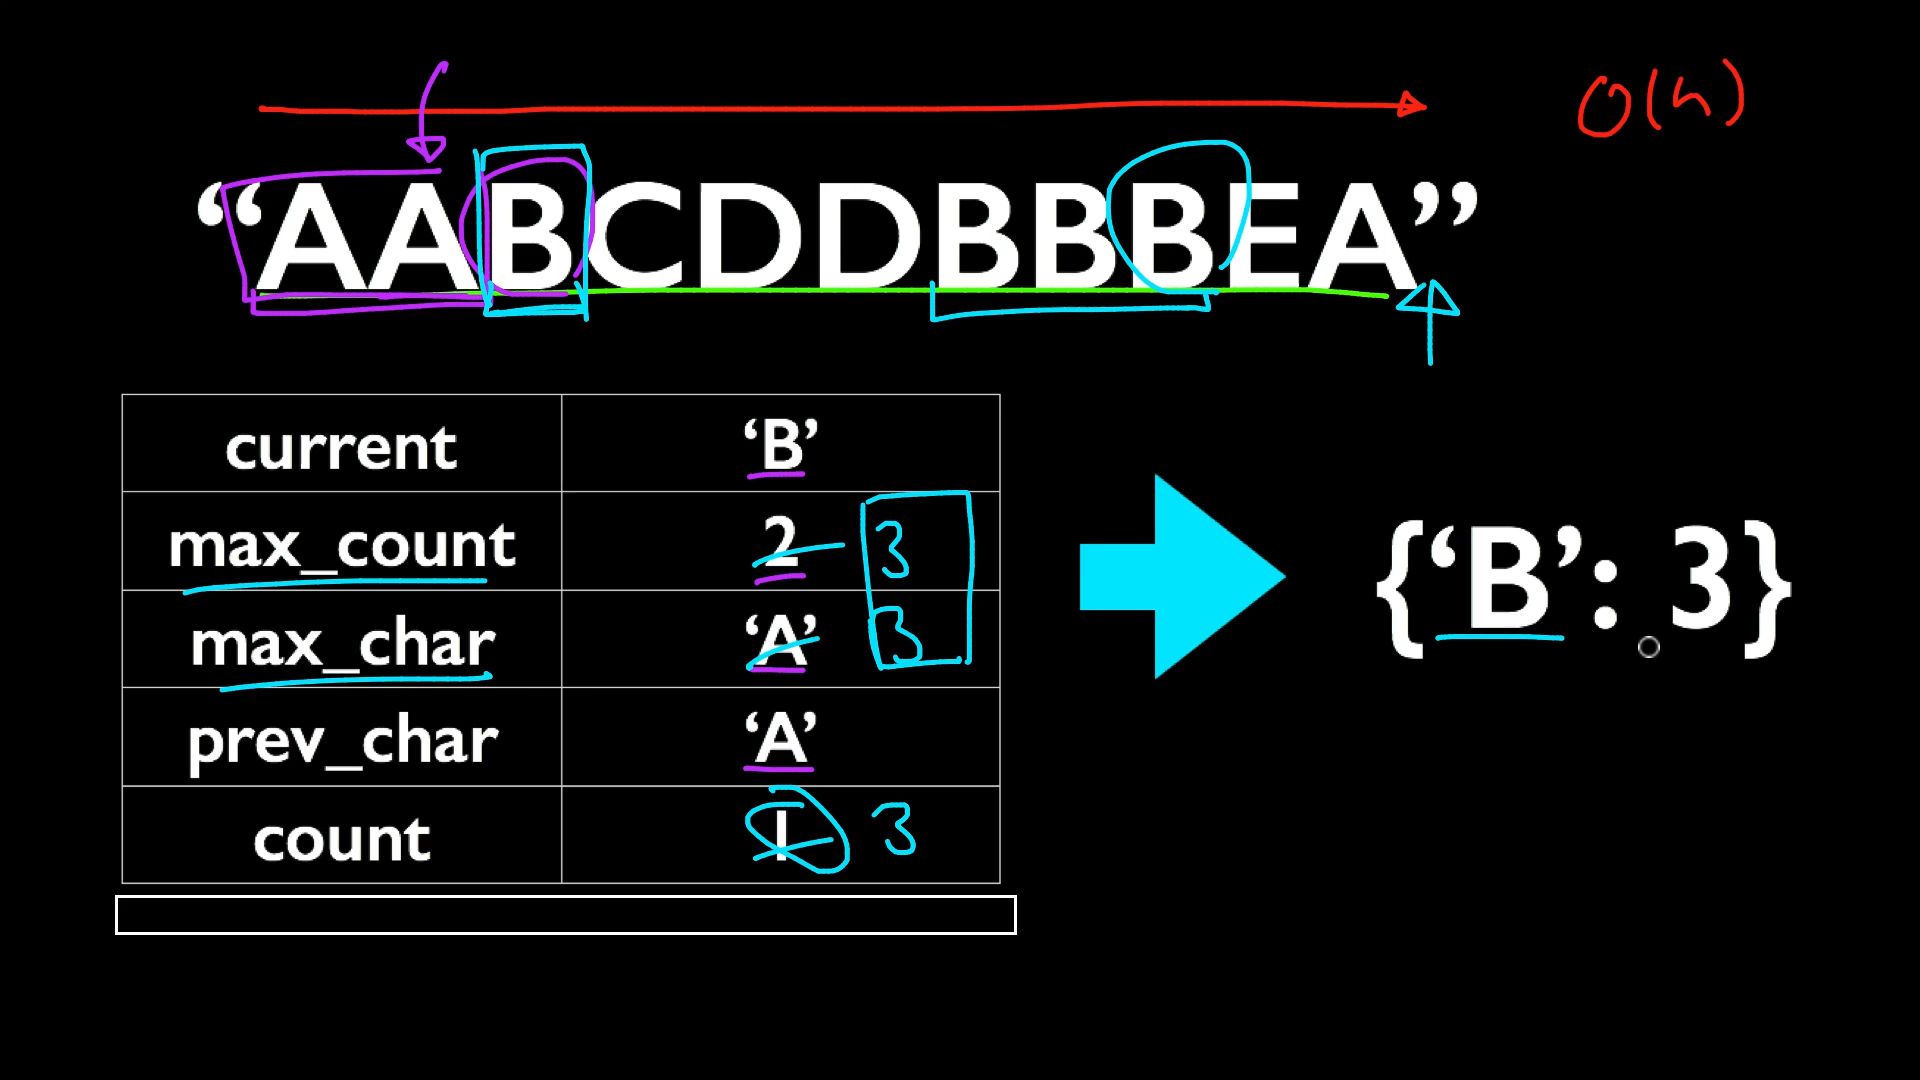 O(n)
““AABCDDBBBEA””
current ‘B’
max_count 2 3
max_char ‘A’ B
prev_char ‘A’
count 1 3
{‘B’: 3}